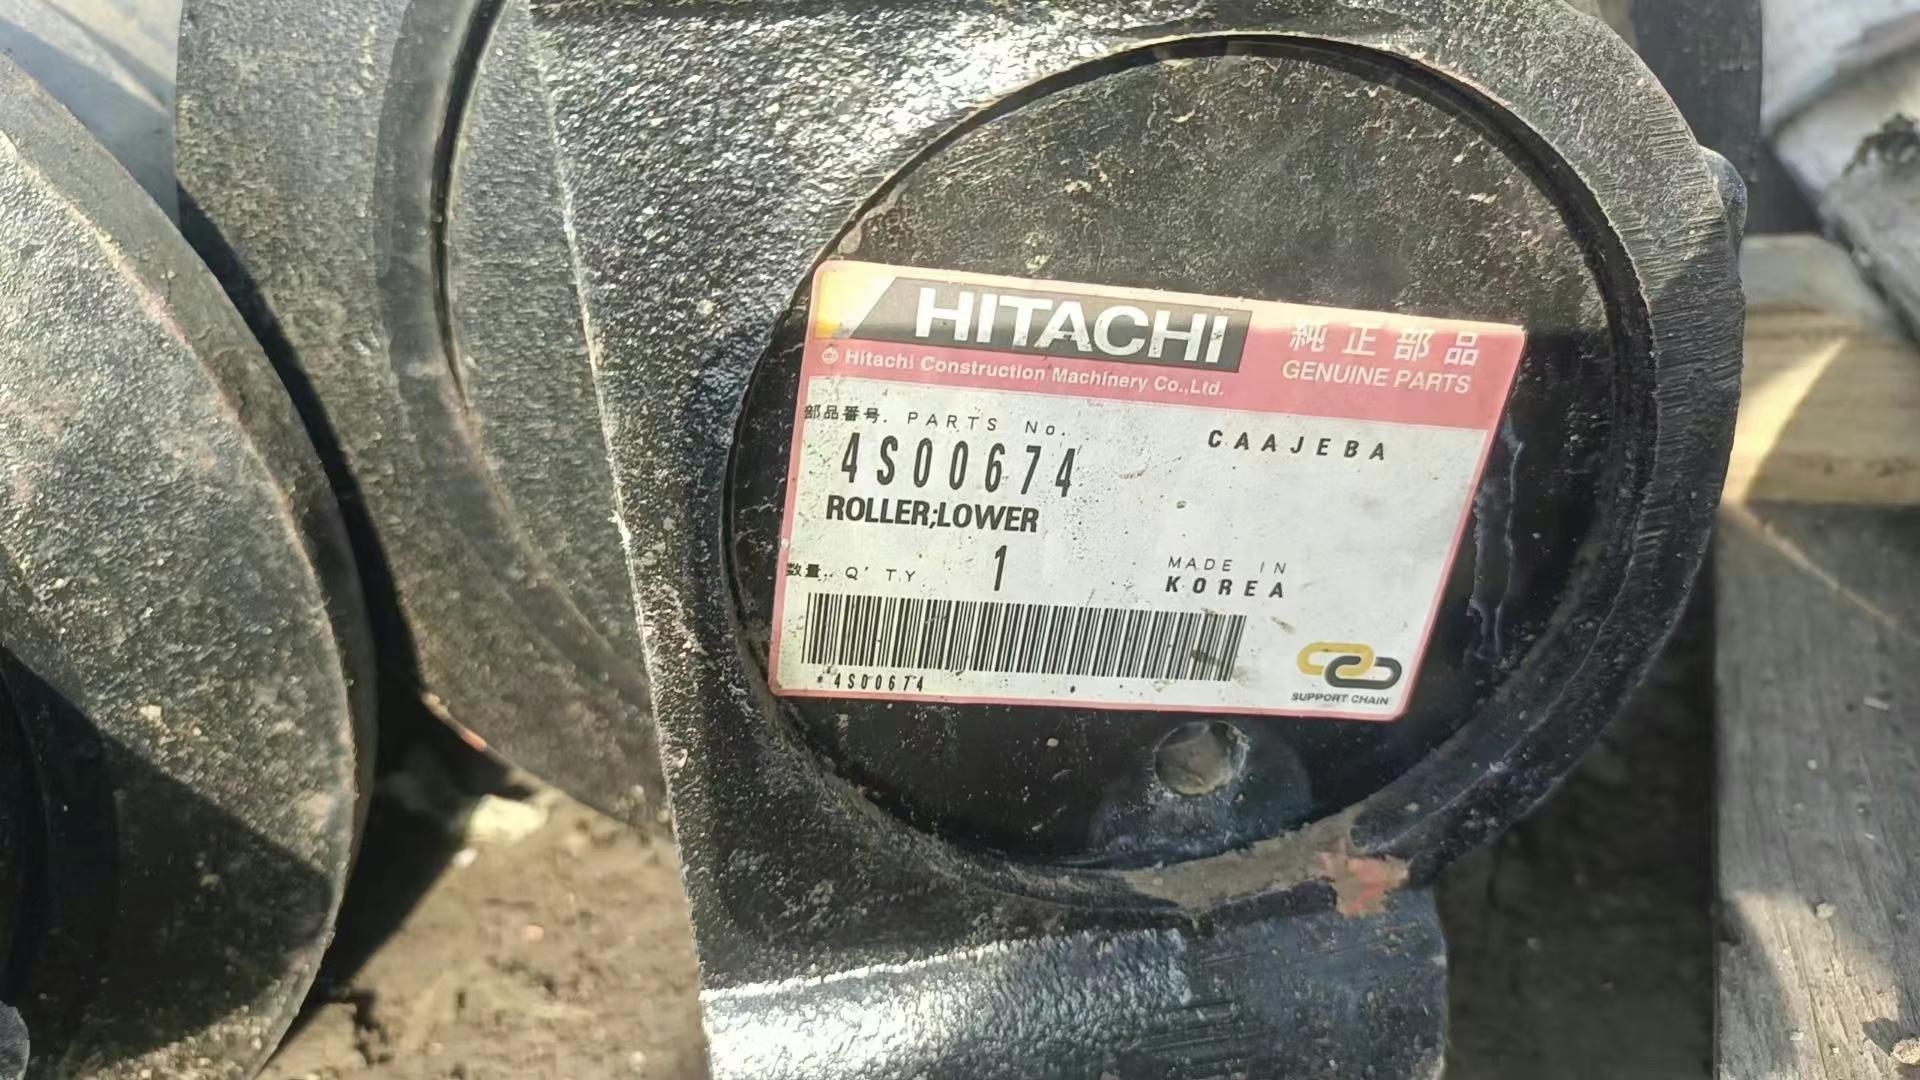 HITACHI
純正部品
Hitachi Construction Machinery Co.,Ltd.
GENUINE PARTS
部品番号. PARTS No.
CAAJEBA
4S00674
ROLLER;LOWER
数量. Q'TY 1
MADE IN
KOREA
*4S00674*
SUPPORT CHAIN